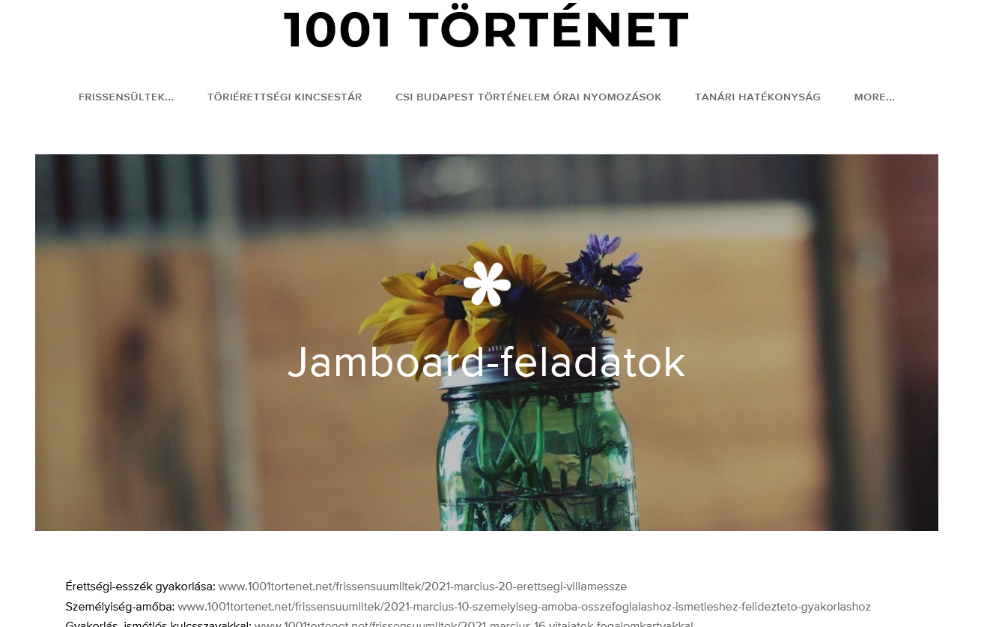 1001 TÖRTÉNET
FRISSENSÜLTEK... TÖRIÉRETTSÉGI KINCSESTÁR CSI BUDAPEST TÖRTÉNELEM ÓRAI NYOMOZÁSOK TANÁRI HATÉKONYSÁG MORE...
*
Jamboard-feladatok
Érettségi-esszék gyakorlása: www.1001tortenet.net/frissensuumlltek/2021-marcius-20-erettsegi-villamessze
Személyiség-amőba: www.1001tortenet.net/frissensuumlltek/2021-marcius-10-szemelyiseg-amoba-osszefoglalashoz-ismetleshez-felidezteto-gyakorlashoz
Gyakorlás, ismétlés kulcsszavakkal: www.1001tortenet.net/frissensuumlltek/2021-marcius-16-vitajatek-fogalomkartyakkal